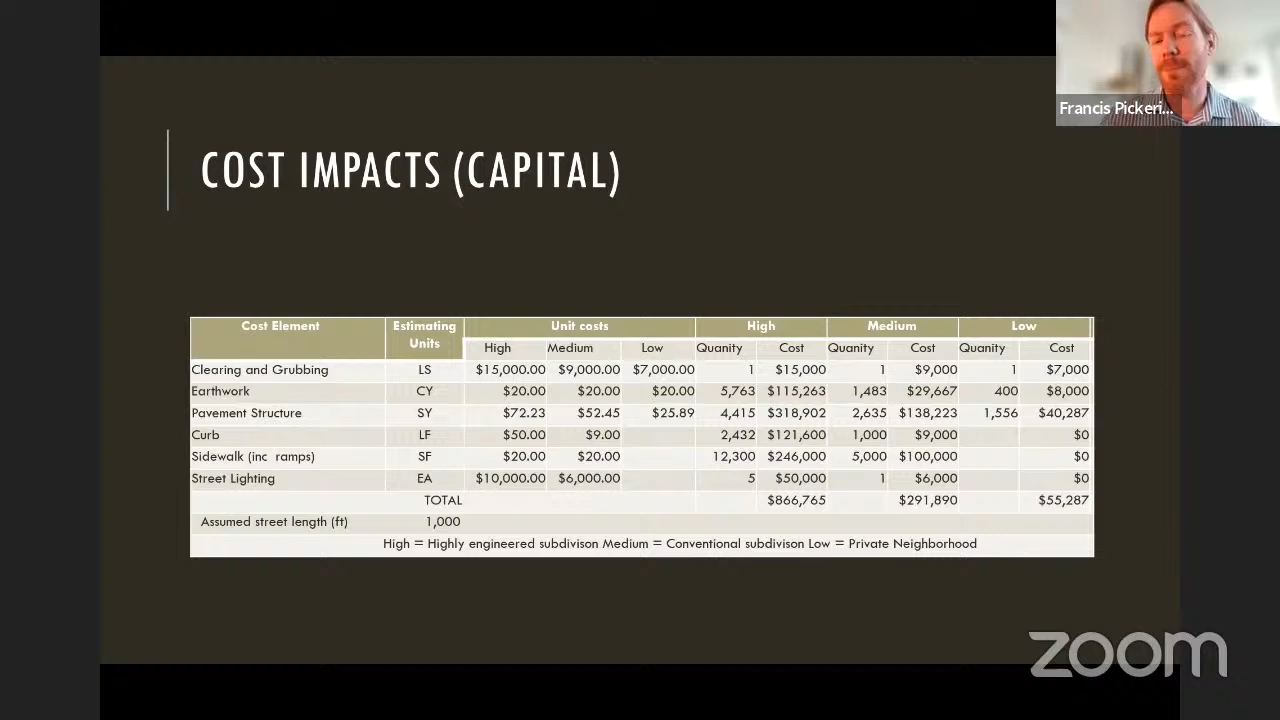 Francis Pickeri...
COST IMPACTS (CAPITAL)
Cost Element Estimating Units Unit costs High Medium Low
High Medium Low Quanity Cost Quanity Cost Quanity Cost
Clearing and Grubbing LS $15,000.00 $9,000.00 $7,000.00 1 $15,000 1 $9,000 1 $7,000
Earthwork CY $20.00 $20.00 $20.00 5,763 $115,263 1,483 $29,667 400 $8,000
Pavement Structure SY $72.23 $52.45 $25.89 4,415 $318,902 2,635 $138,223 1,556 $40,287
Curb LF $50.00 $9.00 2,432 $121,600 1,000 $9,000 $0
Sidewalk (inc ramps) SF $20.00 $20.00 12,300 $246,000 5,000 $100,000 $0
Street Lighting EA $10,000.00 $6,000.00 5 $50,000 1 $6,000 $0
TOTAL $866,765 $291,890 $55,287
Assumed street length (ft) 1,000
High = Highly engineered subdivison Medium = Conventional subdivison Low = Private Neighborhood
zoom